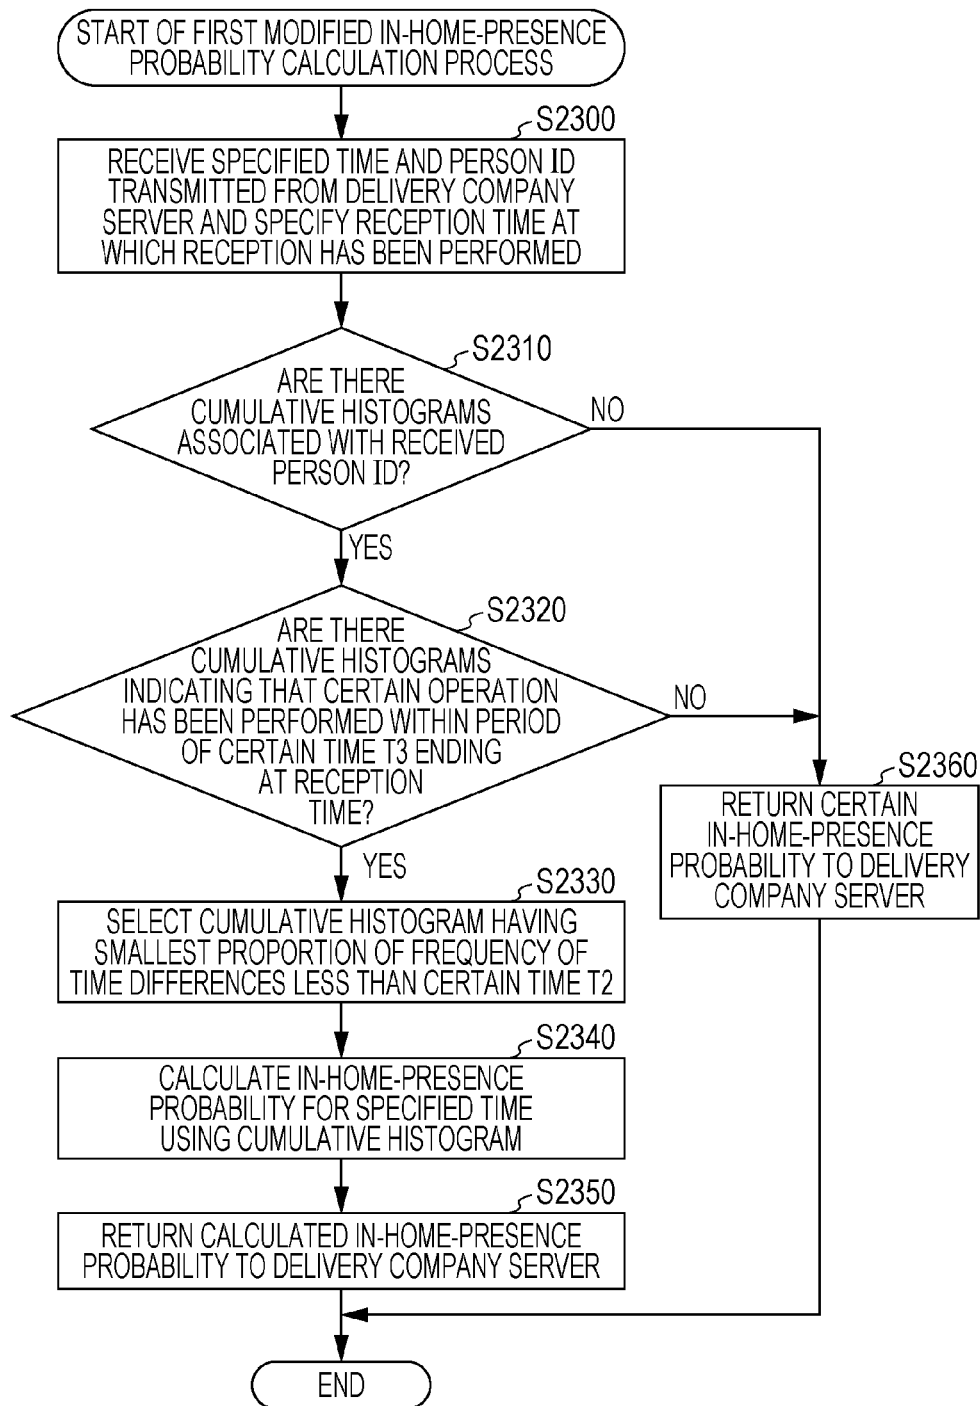 START OF FIRST MODIFIED IN-HOME-PRESENCE
PROBABILITY CALCULATION PROCESS
S2300
RECEIVE SPECIFIED TIME AND PERSON ID
TRANSMITTED FROM DELIVERY COMPANY
SERVER AND SPECIFY RECEPTION TIME AT
WHICH RECEPTION HAS BEEN PERFORMED
S2310
ARE THERE
CUMULATIVE HISTOGRAMS
ASSOCIATED WITH RECEIVED
PERSON ID?
NO
YES
S2320
ARE THERE
CUMULATIVE HISTOGRAMS
INDICATING THAT CERTAIN OPERATION
HAS BEEN PERFORMED WITHIN PERIOD
OF CERTAIN TIME T3 ENDING
AT RECEPTION
TIME?
NO
YES
S2360
RETURN CERTAIN
IN-HOME-PRESENCE
PROBABILITY TO DELIVERY
COMPANY SERVER
S2330
SELECT CUMULATIVE HISTOGRAM HAVING
SMALLEST PROPORTION OF FREQUENCY OF
TIME DIFFERENCES LESS THAN CERTAIN TIME T2
S2340
CALCULATE IN-HOME-PRESENCE
PROBABILITY FOR SPECIFIED TIME
USING CUMULATIVE HISTOGRAM
S2350
RETURN CALCULATED IN-HOME-PRESENCE
PROBABILITY TO DELIVERY COMPANY SERVER
END